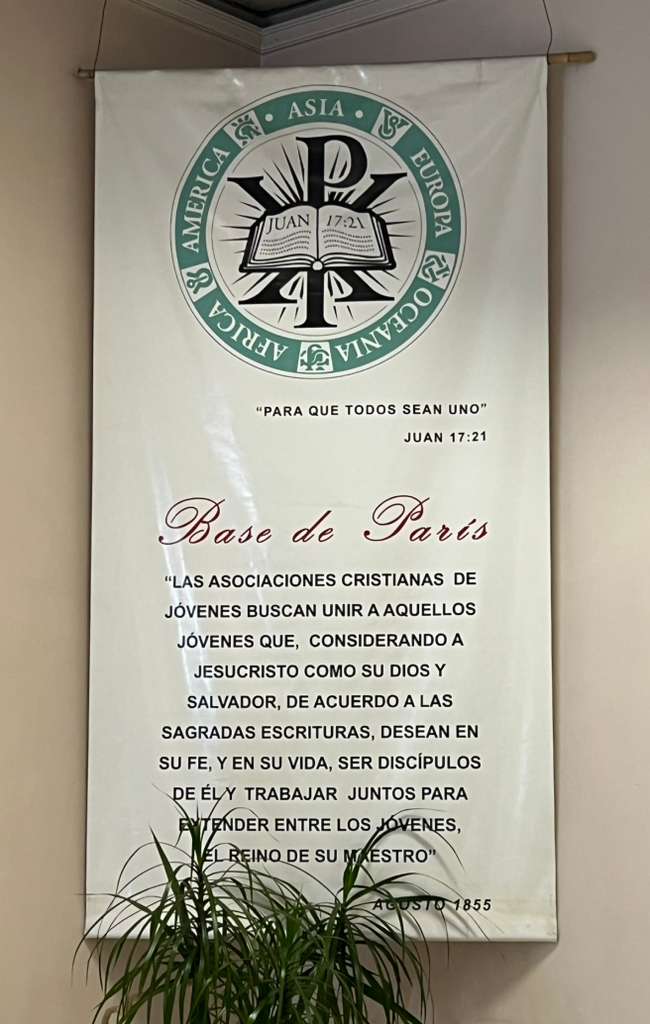 AMERICA • ASIA • EUROPA
OCEANIA
AFRICA
JUAN 17:21
"PARA QUE TODOS SEAN UNO"
JUAN 17:21
Base de París
"LAS ASOCIACIONES CRISTIANAS DE
JÓVENES BUSCAN UNIR A AQUELLOS
JÓVENES QUE, CONSIDERANDO A
JESUCRISTO COMO SU DIOS Y
SALVADOR, DE ACUERDO A LAS
SAGRADAS ESCRITURAS, DESEAN EN
SU FE, Y EN SU VIDA, SER DISCÍPULOS
DE ÉL Y TRABAJAR JUNTOS PARA
EXTENDER ENTRE LOS JÓVENES,
EL REINO DE SU MAESTRO"
AGOSTO 1855